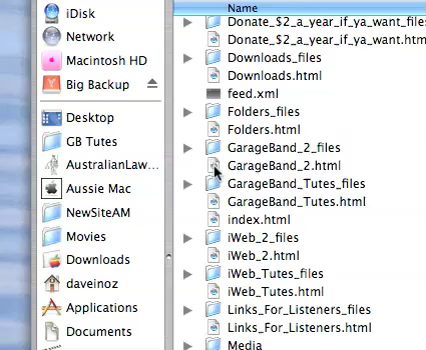 iDisk
Network
Macintosh HD
Big Backup
Desktop
GB Tutes
AustralianLaw...
Aussie Mac
NewSiteAM
Movies
Downloads
daveinoz
Applications
Documents
Name
Donate_$2_a_year_if_ya_want_files
Donate_$2_a_year_if_ya_want.htm
Downloads_files
Downloads.html
feed.xml
Folders_files
Folders.html
GarageBand_2_files
GarageBand_2.html
GarageBand_Tutes_files
GarageBand_Tutes.html
index.html
iWeb_2_files
iWeb_2.html
iWeb_Tutes_files
iWeb_Tutes.html
Links_For_Listeners_files
Links_For_Listeners.html
Media